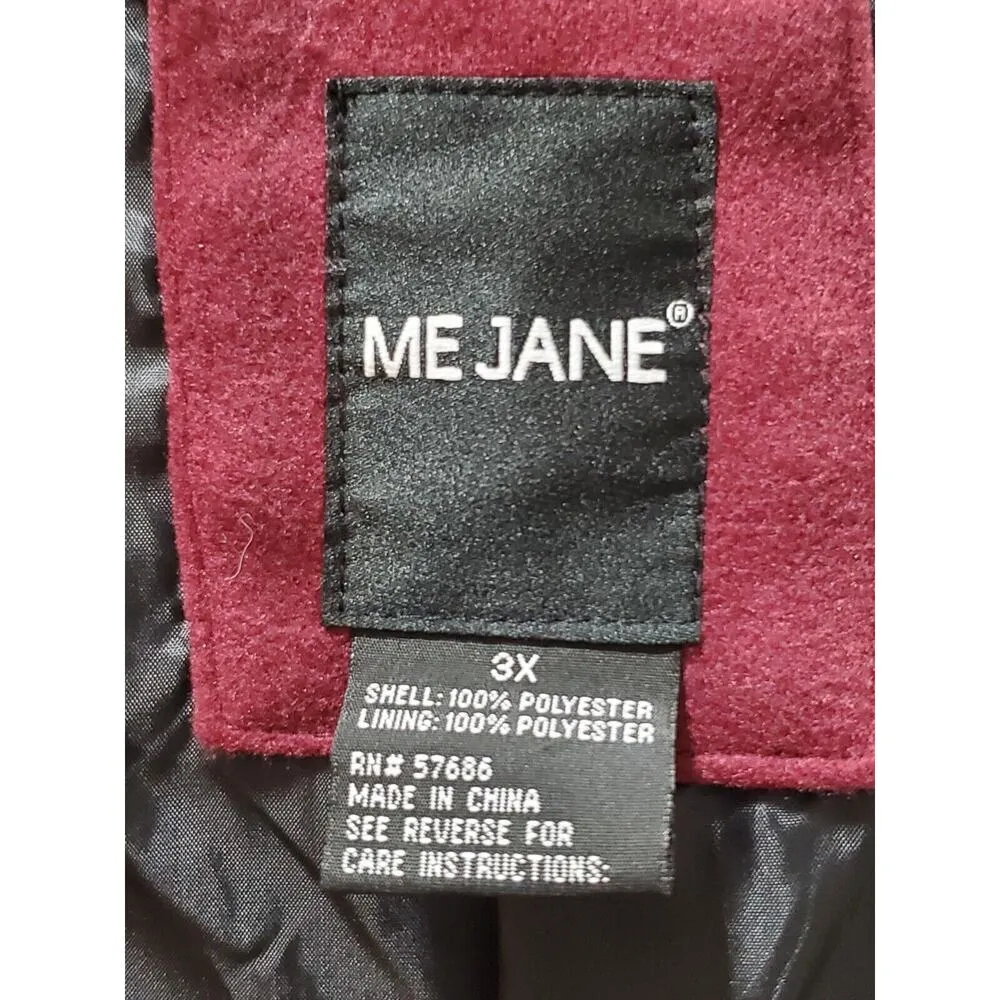 ME JANE®
3X
SHELL: 100% POLYESTER
LINING: 100% POLYESTER
RN# 57686
MADE IN CHINA
SEE REVERSE FOR
CARE INSTRUCTIONS: